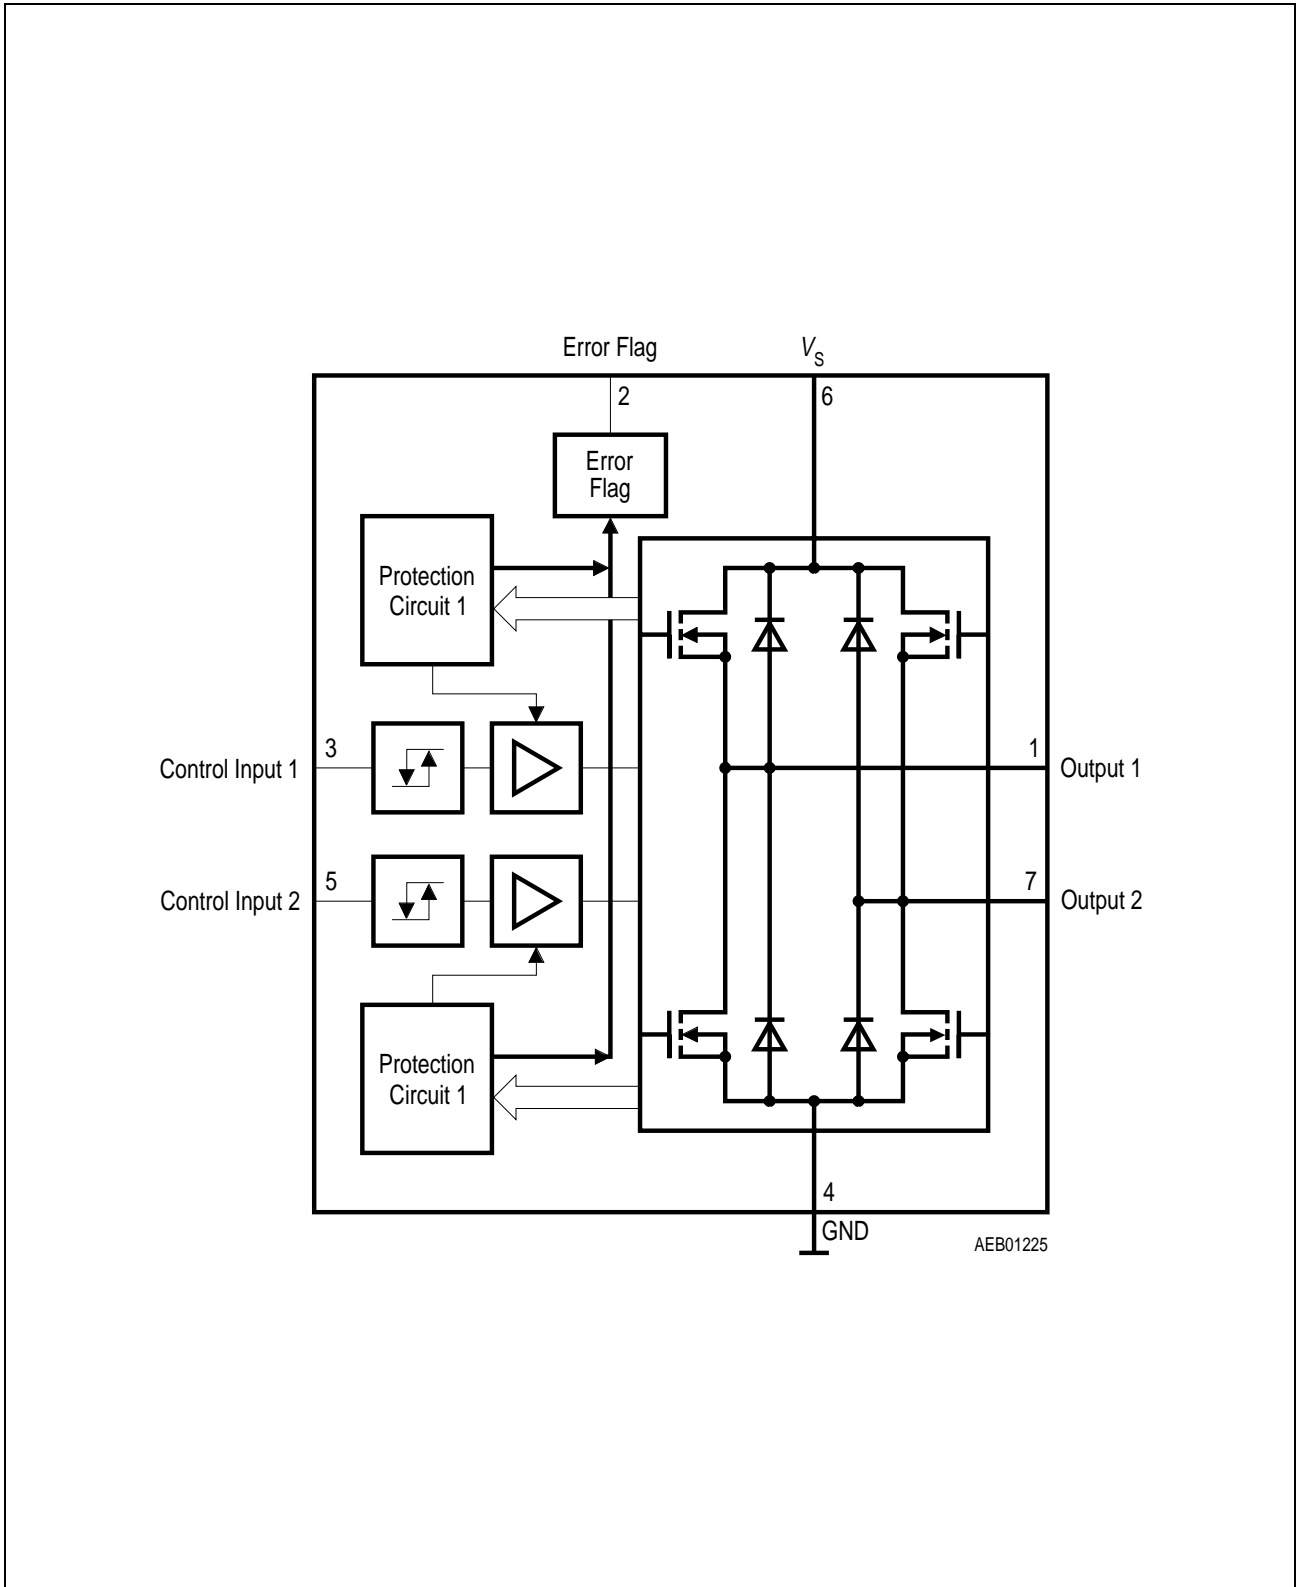 Error Flag
V_S
2
6
Error
Flag
Protection
Circuit 1
3
1
Control Input 1
Output 1
5
7
Control Input 2
Output 2
Protection
Circuit 1
4
GND
AEB01225